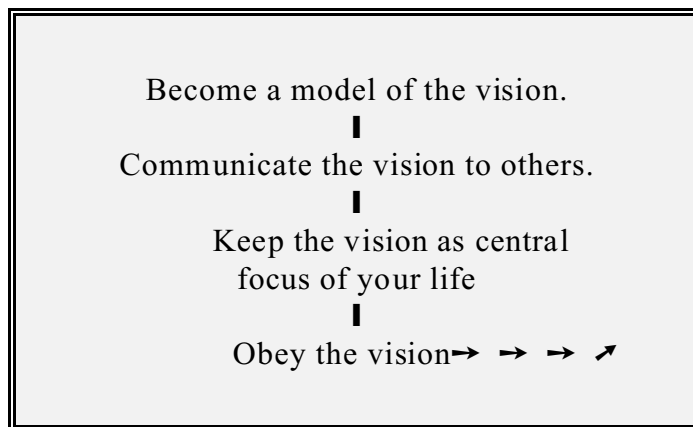 Become a model of the vision.
Communicate the vision to others.
Keep the vision as central
focus of your life
Obey the vision